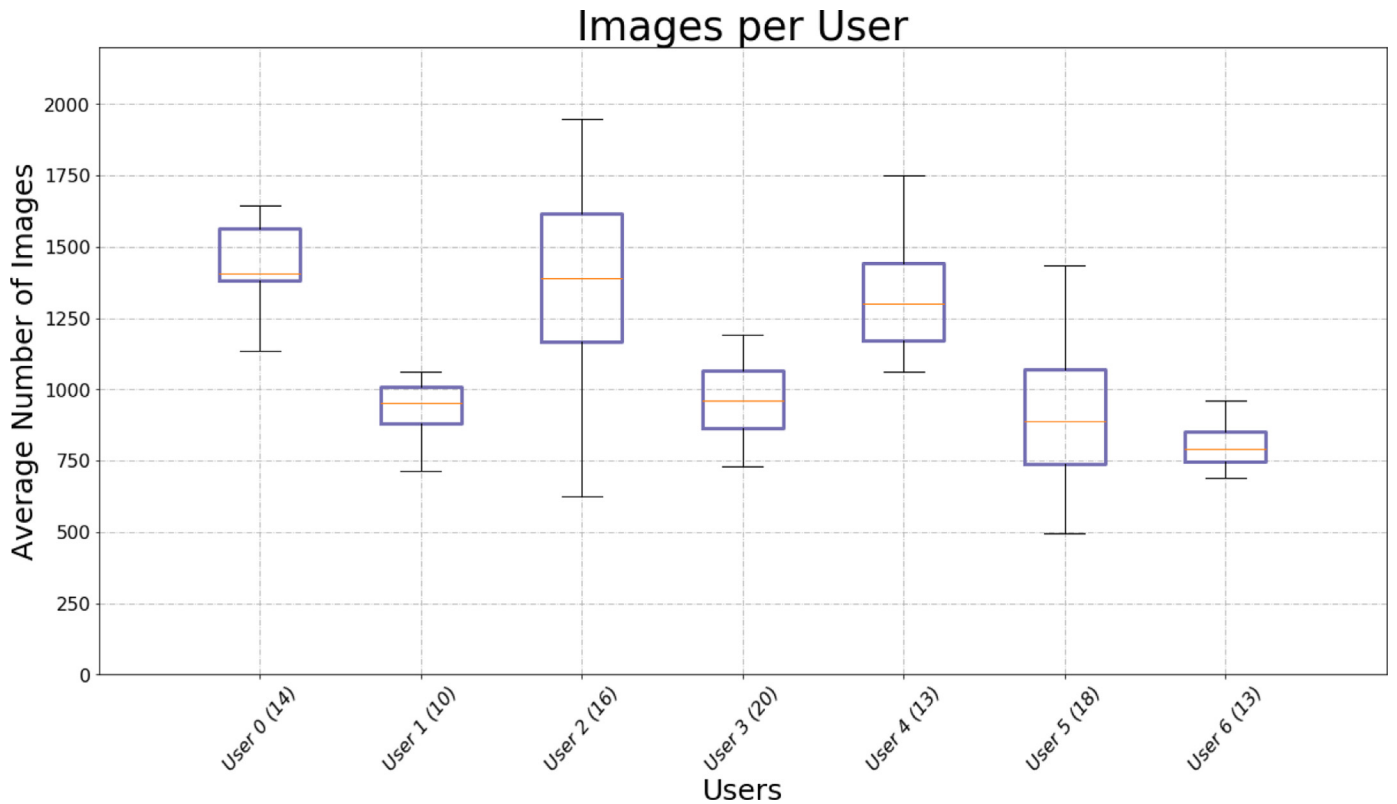 Images per User
Average Number of Images
2000
1750
1500
1250
1000
750
500
250
0
User 0 (14)
User 1 (10)
User 2 (16)
User 3 (20)
User 4 (13)
User 5 (18)
User 6 (13)
Users